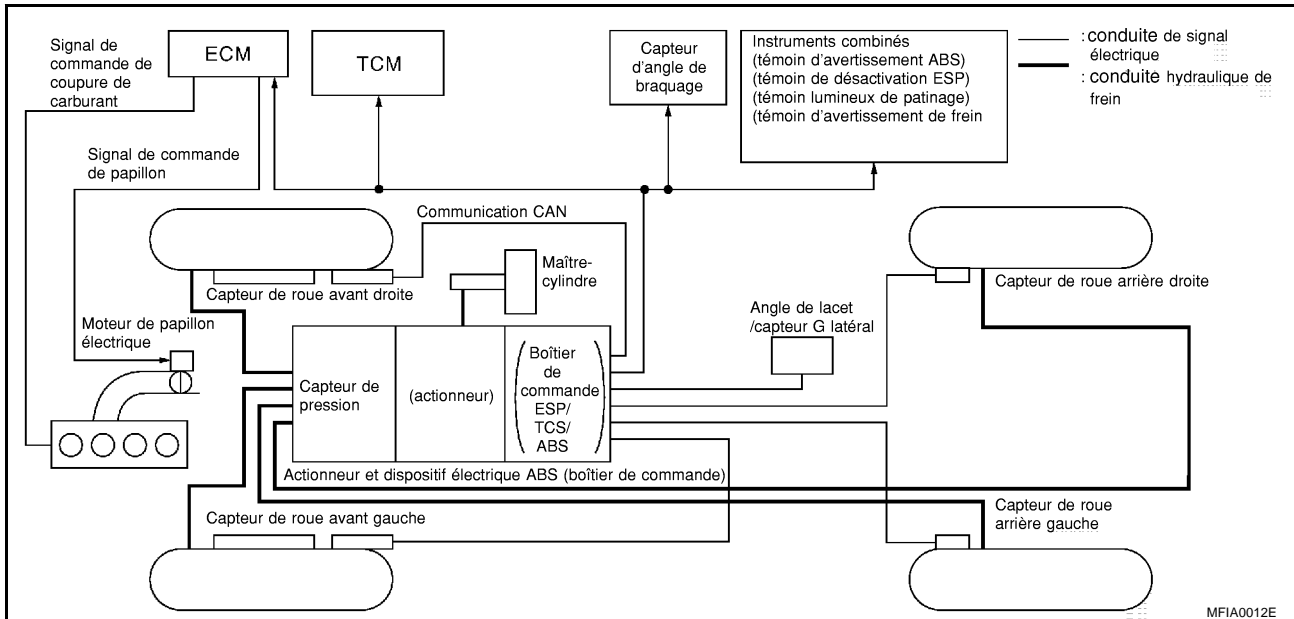 Signal de
commande de
coupure de
carburant
ECM
TCM
Capteur
d'angle de
braquage
Instruments combinés
(témoin d'avertissement ABS)
(témoin de désactivation ESP)
(témoin lumineux de patinage)
(témoin d'avertissement de frein
: conduite de signal
électrique
: conduite hydraulique de
frein
Signal de commande
de papillon
Communication CAN
Capteur de roue avant droite
Maître-
cylindre
Capteur de roue arrière droite
Moteur de papillon
électrique
Angle de lacet
/capteur G latéral
Capteur de
pression
(actionneur)
Boîtier
de
commande
ESP/
TCS/
ABS
Actionneur et dispositif électrique ABS (boîtier de commande)
Capteur de roue avant gauche
Capteur de roue
arrière gauche
MFIA0012E